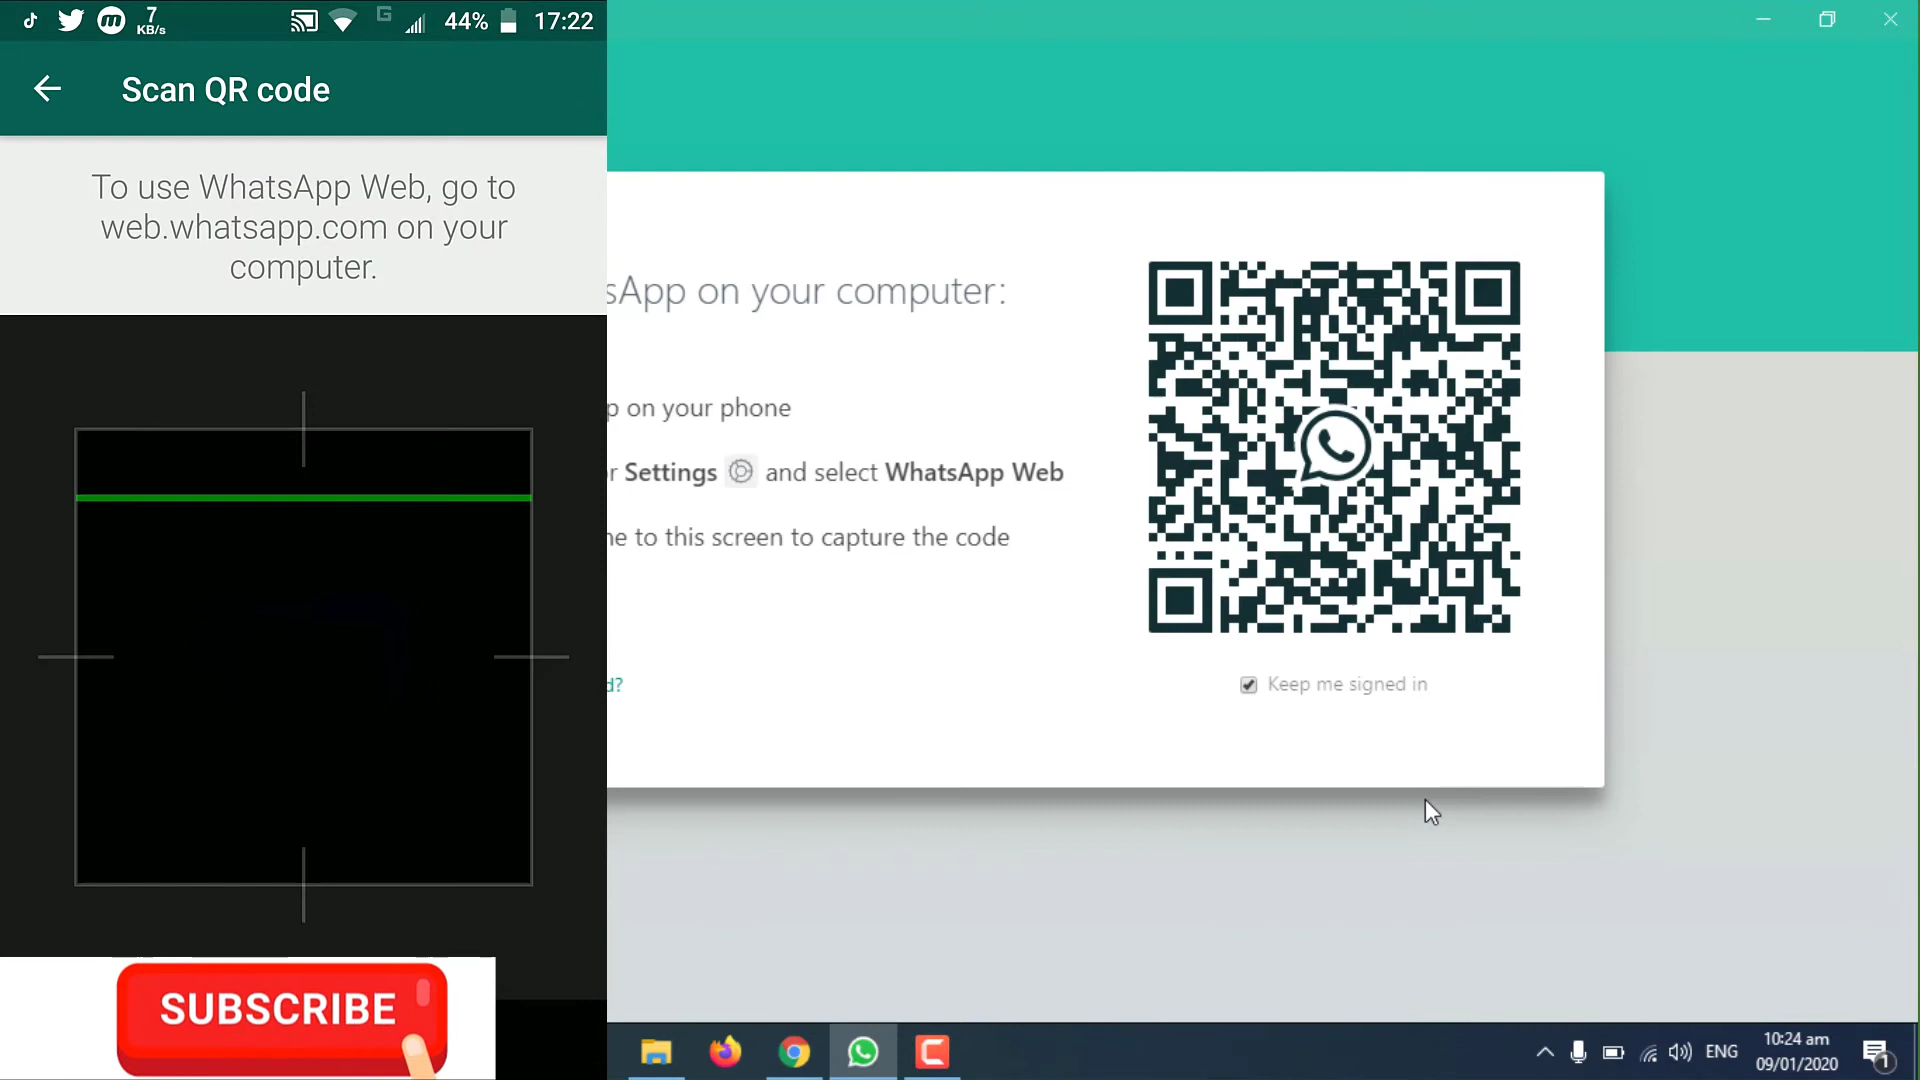 7
KB/s
G
44%
17:22
Scan QR code
To use WhatsApp Web, go to
web.whatsapp.com on your
computer.
SUBSCRIBE
sApp on your computer:
p on your phone
r Settings and select WhatsApp Web
ne to this screen to capture the code
d?
Keep me signed in
ENG
10:24 am
09/01/2020
1